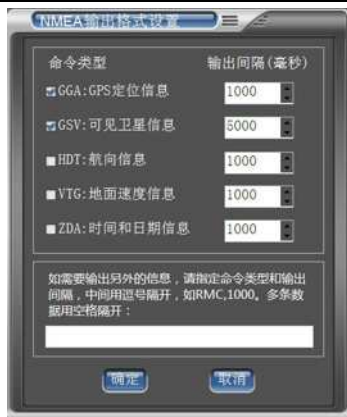 NMEA输出格式设置
命令类型 输出间隔(毫秒)
GGA:GPS定位信息 1000
GSV:可见卫星信息 5000
HDT:航向信息 1000
VTG:地面速度信息 1000
ZDA:时间和日期信息 1000
如需要输出另外的信息，请指定命令类型和输出
间隔，中间用逗号隔开，如RMC,1000。多条数
据用空格隔开：
确定 取消